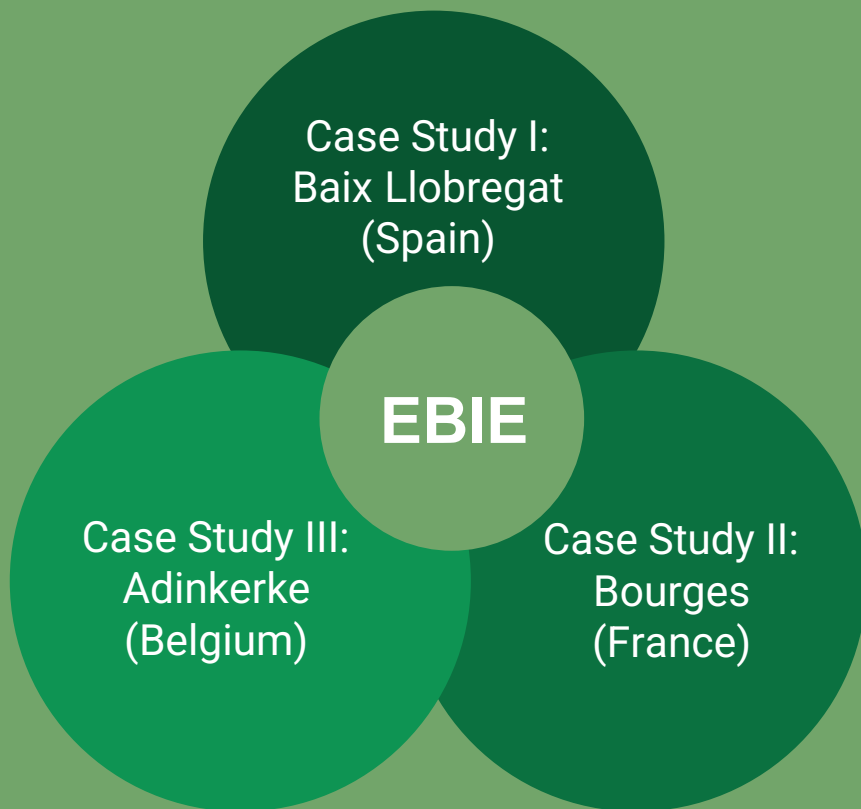 Case Study I:
Baix Llobregat
(Spain)
EBIE
Case Study III:
Adinkerke
(Belgium)
Case Study II:
Bourges
(France)